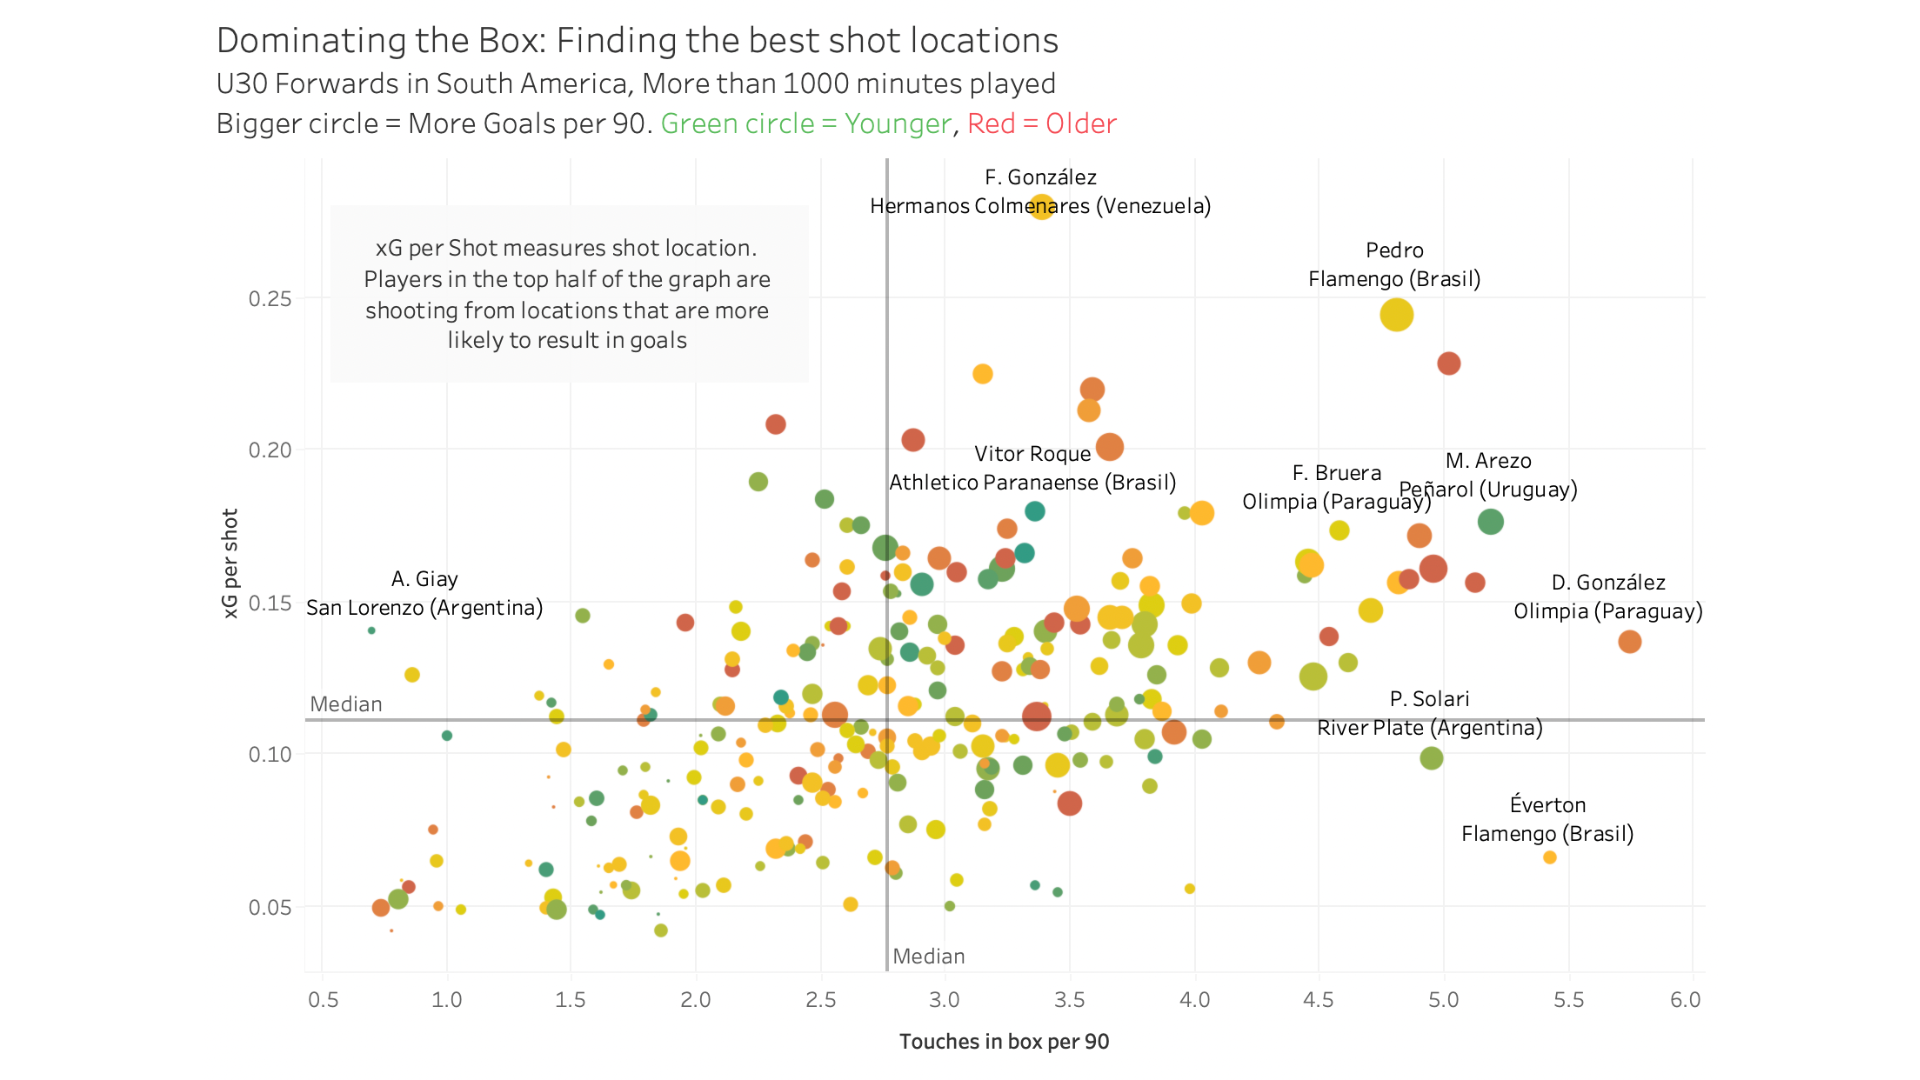 Dominating the Box: Finding the best shot locations
U30 Forwards in South America, More than 1000 minutes played
Bigger circle = More Goals per 90. Green circle = Younger, Red = Older
F. González
Hermanos Colmenares (Venezuela)
xG per Shot measures shot location.
Players in the top half of the graph are
shooting from locations that are more
likely to result in goals
Pedro
Flamengo (Brasil)
0.25
0.20
Vitor Roque
Athletico Paranaense (Brasil)
F. Bruera
Olimpia (Paraguay)
M. Arezo
Peñarol (Uruguay)
xG per shot
A. Giay
San Lorenzo (Argentina)
0.15
D. González
Olimpia (Paraguay)
Median
P. Solari
River Plate (Argentina)
0.10
Éverton
Flamengo (Brasil)
0.05
Median
0.5 1.0 1.5 2.0 2.5 3.0 3.5 4.0 4.5 5.0 5.5 6.0
Touches in box per 90